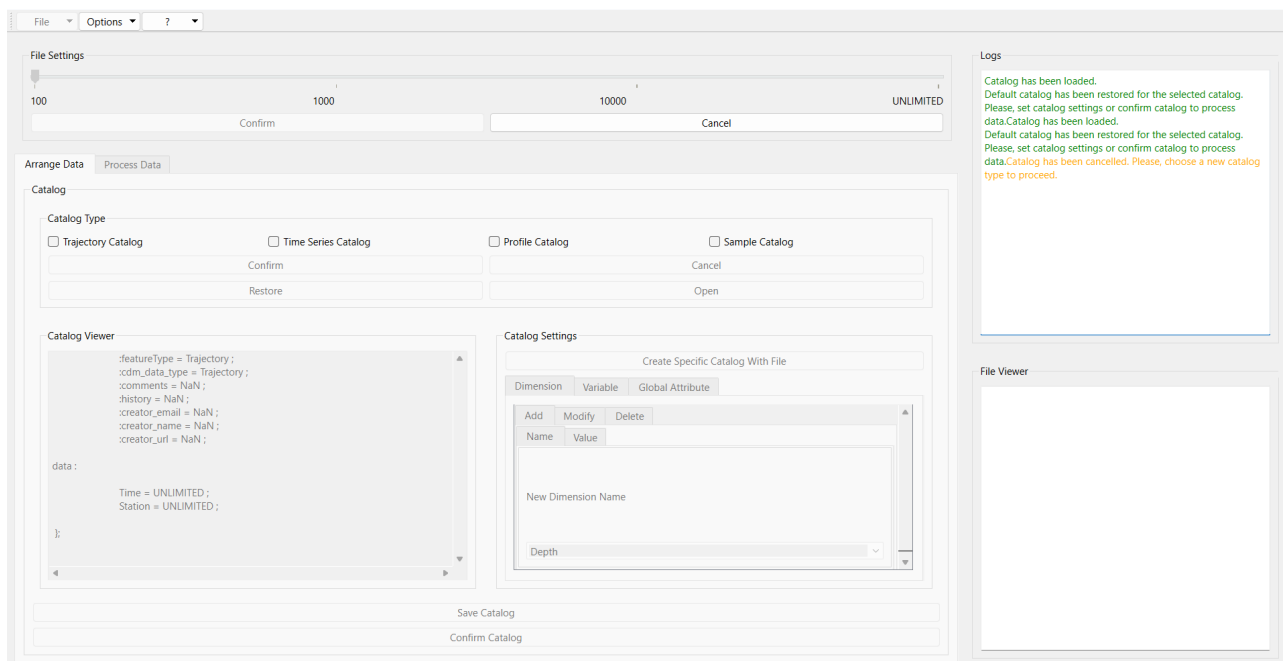 File Options ?
File Settings
100 1000 10000 UNLIMITED
Confirm Cancel
Arrange Data Process Data
Catalog
Catalog Type
Trajectory Catalog Time Series Catalog Profile Catalog Sample Catalog
Confirm Cancel
Restore Open
Catalog Viewer
:featureType = Trajectory ;
:cdm_data_type = Trajectory ;
:comments = NaN ;
:history = NaN ;
:creator_email = NaN ;
:creator_name = NaN ;
:creator_url = NaN ;
data :
Time = UNLIMITED ;
Station = UNLIMITED ;
};
Catalog Settings
Create Specific Catalog With File
Dimension Variable Global Attribute
Add Modify Delete
Name Value
New Dimension Name
Depth
Save Catalog
Confirm Catalog
Logs
Catalog has been loaded.
Default catalog has been restored for the selected catalog.
Please, set catalog settings or confirm catalog to process
data.Catalog has been loaded.
Default catalog has been restored for the selected catalog.
Please, set catalog settings or confirm catalog to process
data.Catalog has been cancelled. Please, choose a new catalog
type to proceed.
File Viewer